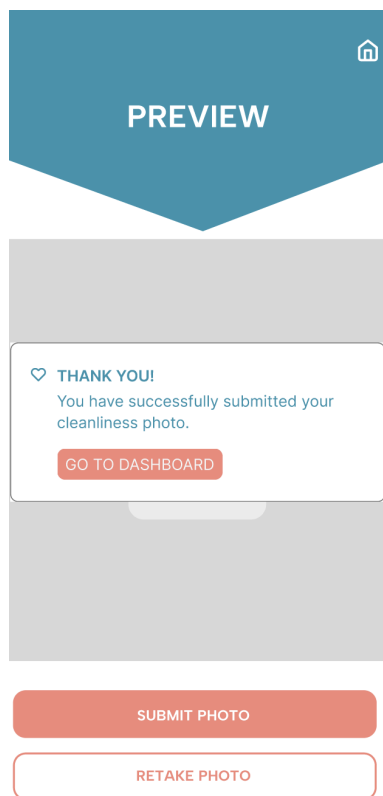 PREVIEW
THANK YOU!
You have successfully submitted your
cleanliness photo.
GO TO DASHBOARD
SUBMIT PHOTO
RETAKE PHOTO